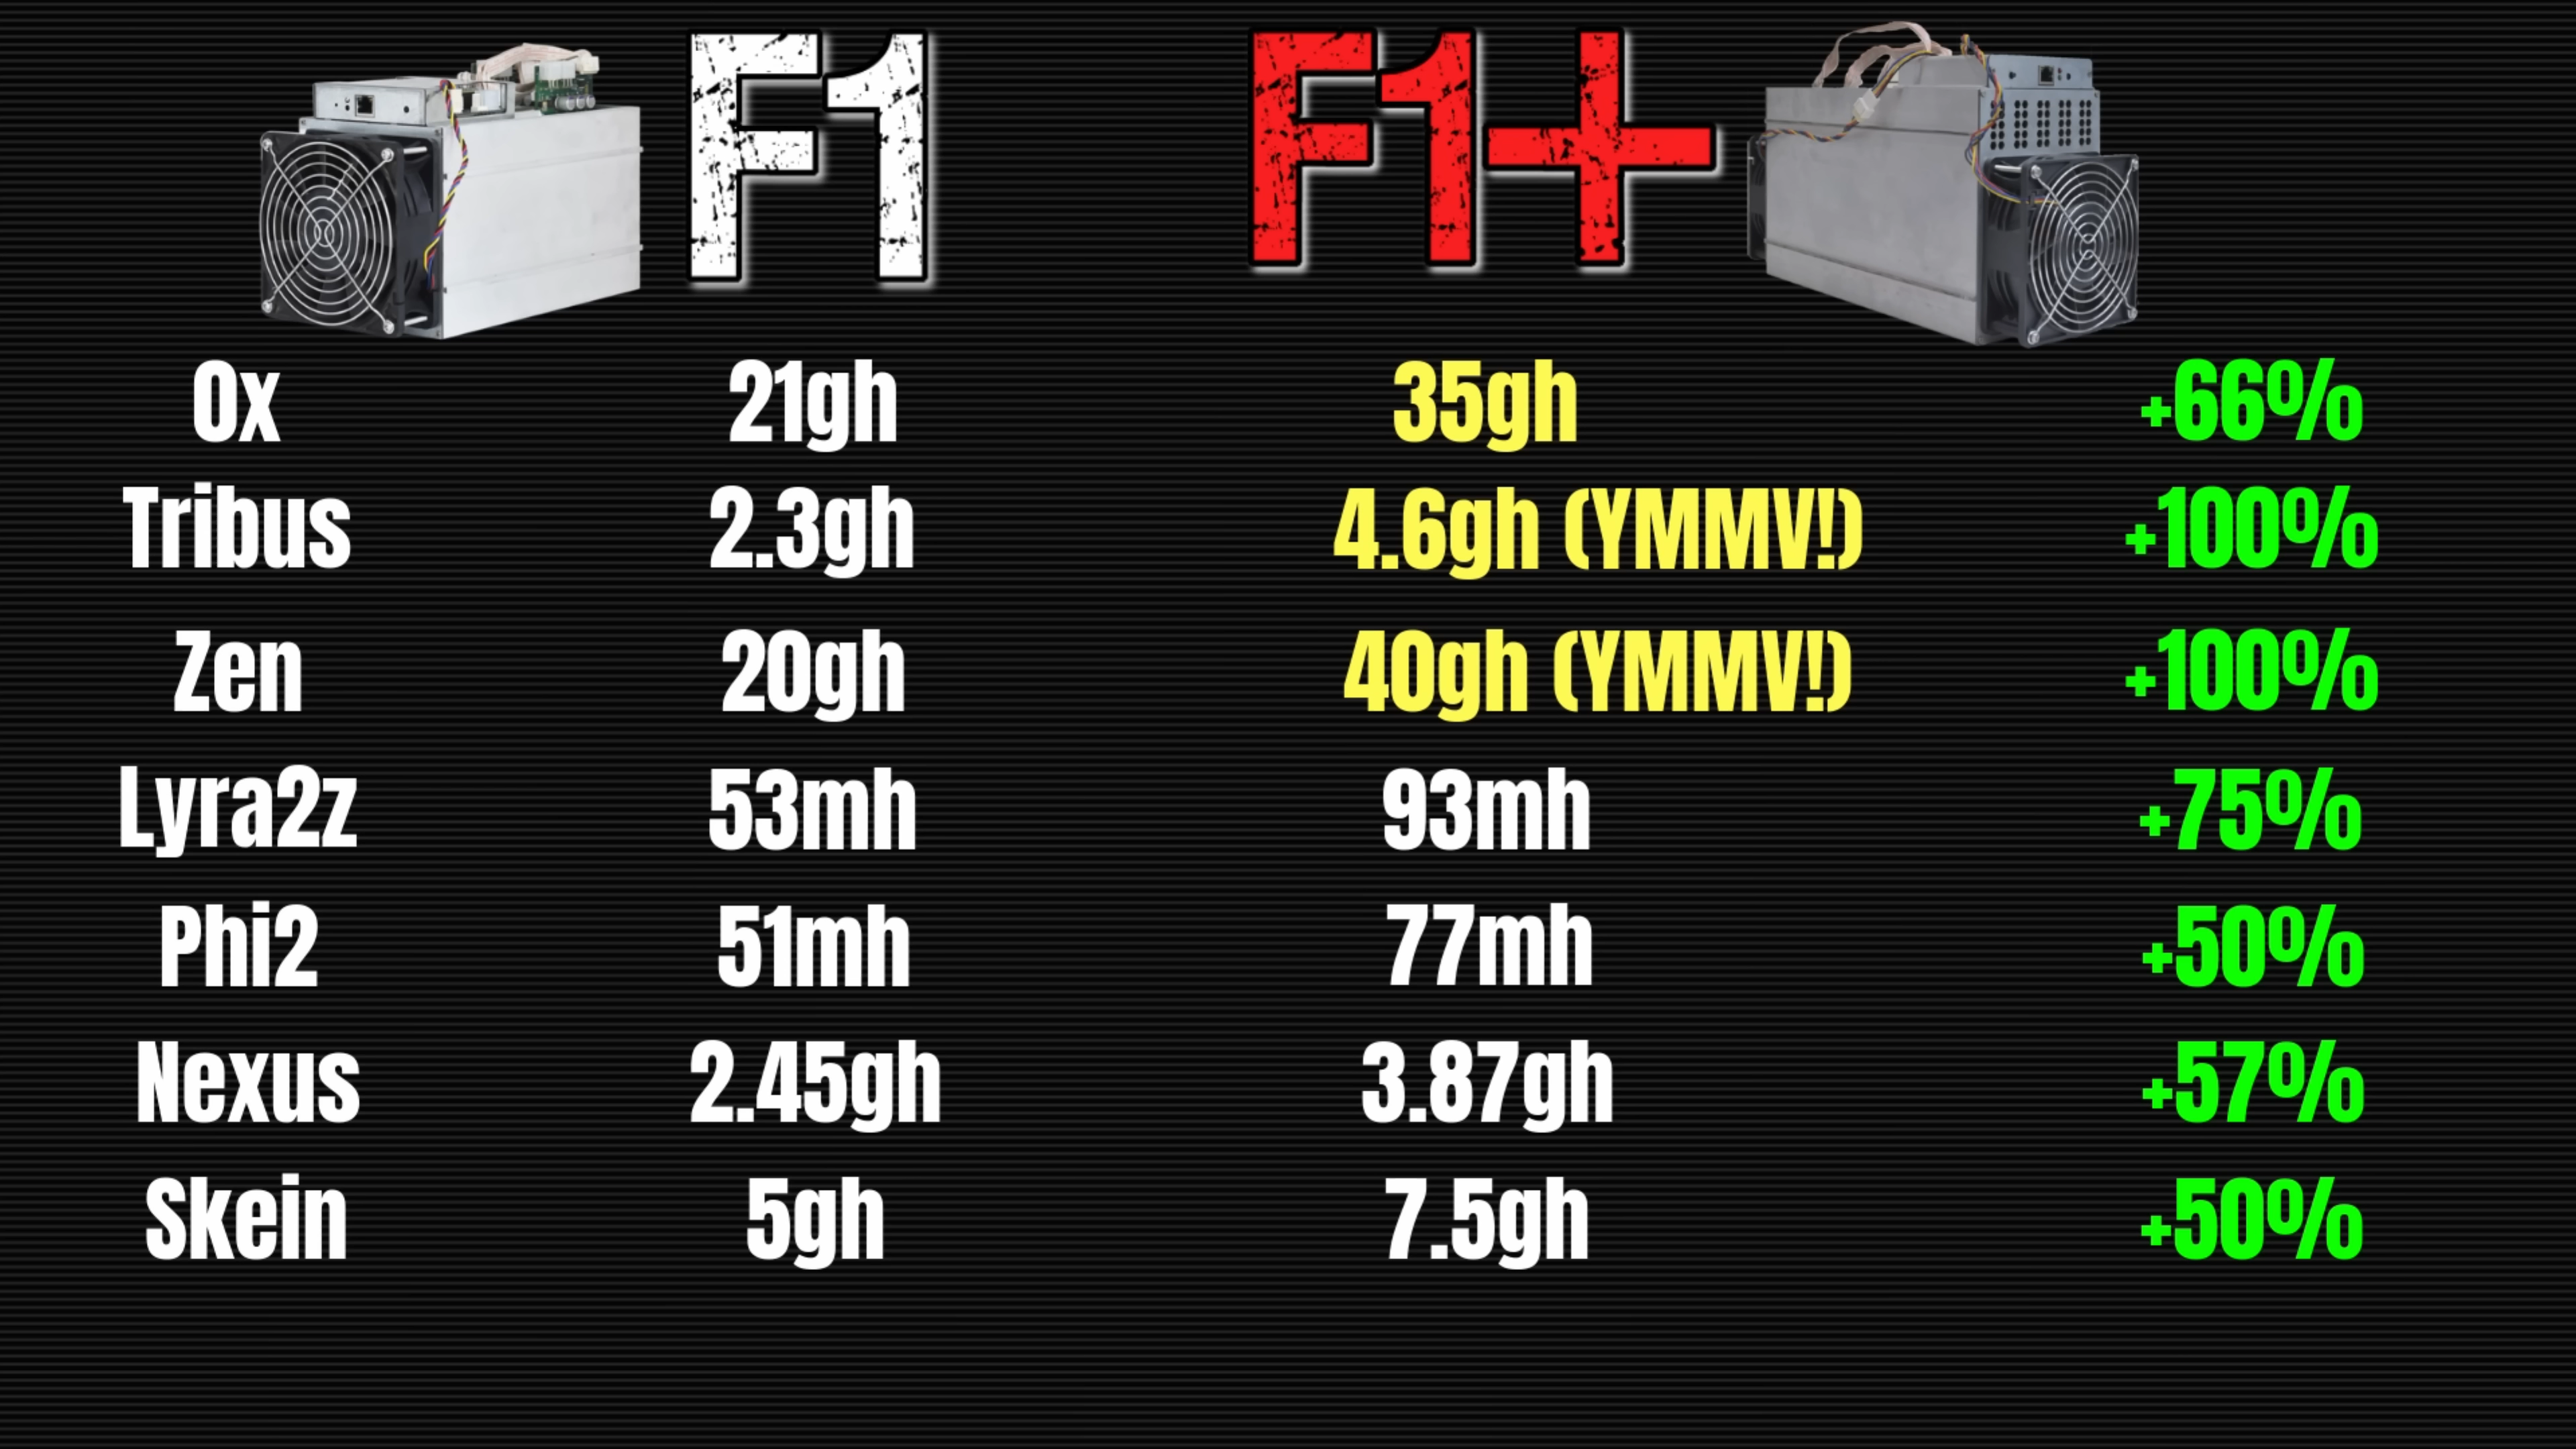 F1 F1+
0x 21gh 35gh +66%
Tribus 2.3gh 4.6gh (YMMV!) +100%
Zen 20gh 40gh (YMMV!) +100%
Lyra2z 53mh 93mh +75%
Phi2 51mh 77mh +50%
Nexus 2.45gh 3.87gh +57%
Skein 5gh 7.5gh +50%